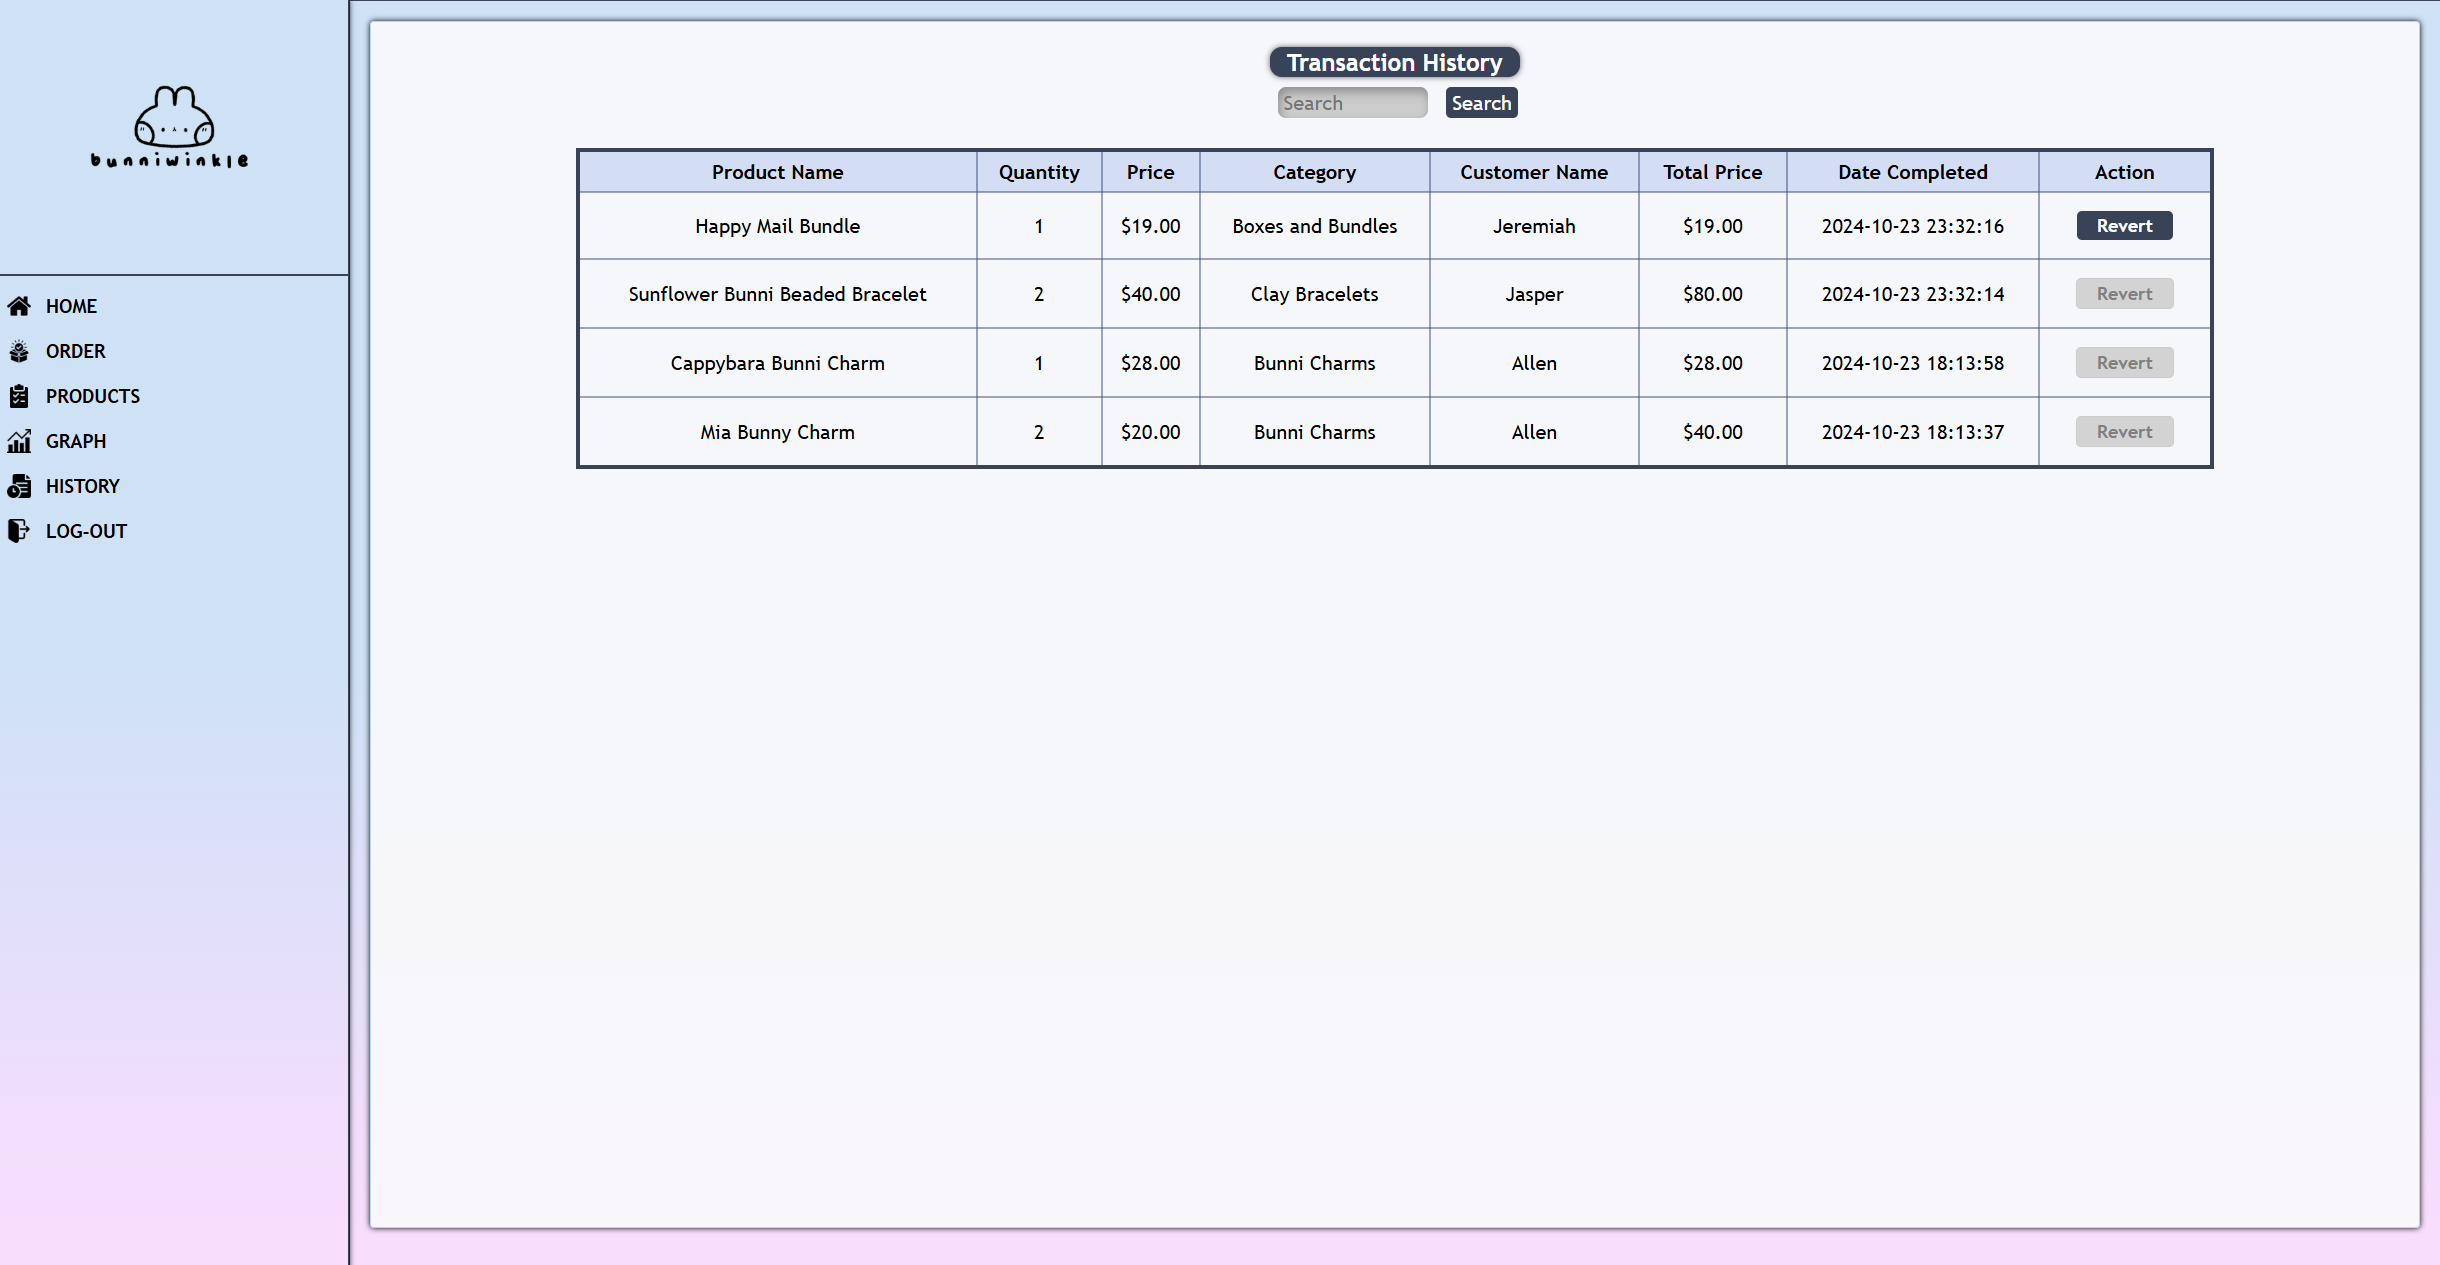 bunniwinkle
HOME
ORDER
PRODUCTS
GRAPH
HISTORY
LOG-OUT
Transaction History
Search Search
Product Name Quantity Price Category Customer Name Total Price Date Completed Action
Happy Mail Bundle 1 $19.00 Boxes and Bundles Jeremiah $19.00 2024-10-23 23:32:16 Revert
Sunflower Bunni Beaded Bracelet 2 $40.00 Clay Bracelets Jasper $80.00 2024-10-23 23:32:14 Revert
Cappybara Bunni Charm 1 $28.00 Bunni Charms Allen $28.00 2024-10-23 18:13:58 Revert
Mia Bunny Charm 2 $20.00 Bunni Charms Allen $40.00 2024-10-23 18:13:37 Revert